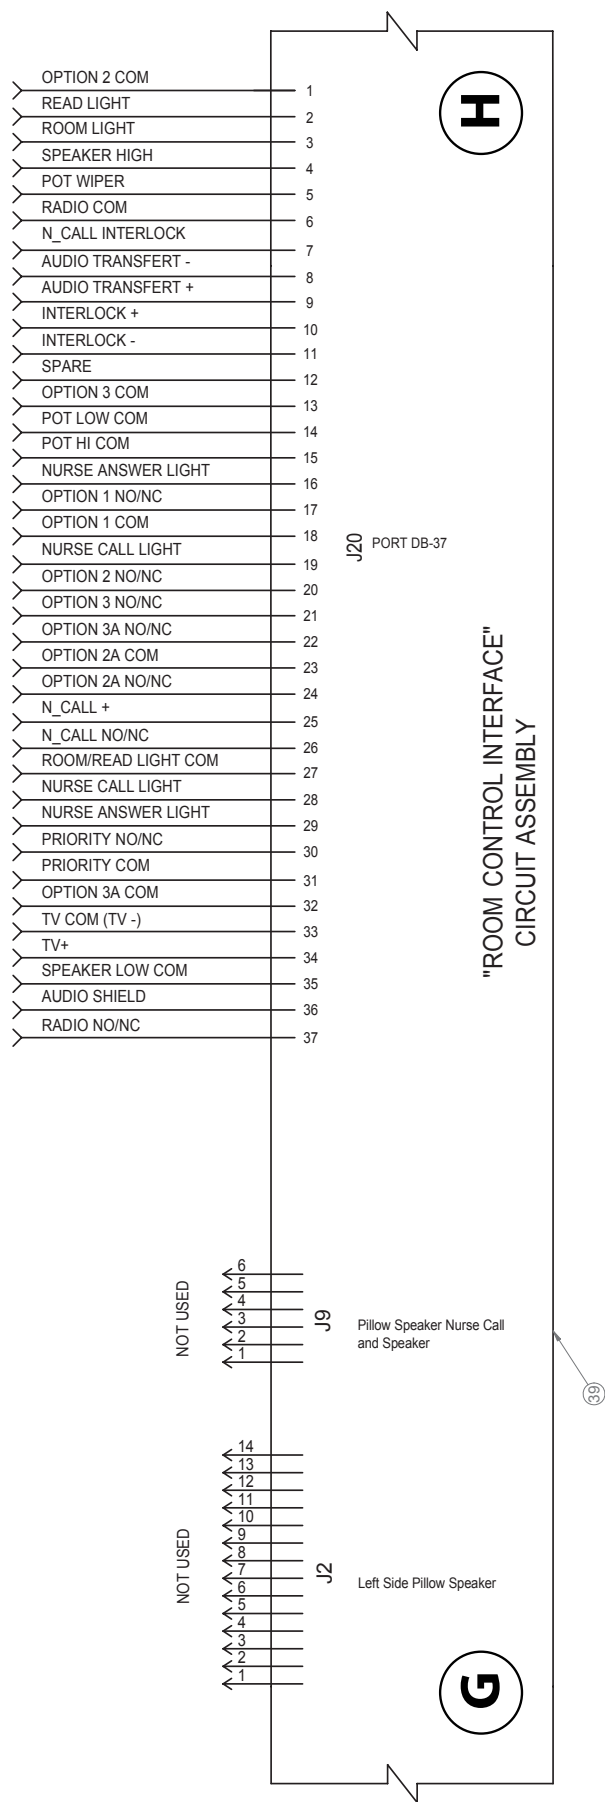 H
OPTION 2 COM 1
READ LIGHT 2
ROOM LIGHT 3
SPEAKER HIGH 4
POT WIPER 5
RADIO COM 6
N_CALL INTERLOCK 7
AUDIO TRANSFERT - 8
AUDIO TRANSFERT + 9
INTERLOCK + 10
INTERLOCK - 11
SPARE 12
OPTION 3 COM 13
POT LOW COM 14
POT HI COM 15
NURSE ANSWER LIGHT 16
OPTION 1 NO/NC 17
OPTION 1 COM 18
NURSE CALL LIGHT 19
OPTION 2 NO/NC 20
OPTION 3 NO/NC 21
OPTION 3A NO/NC 22
OPTION 2A COM 23
OPTION 2A NO/NC 24
N_CALL + 25
N_CALL NO/NC 26
ROOM/READ LIGHT COM 27
NURSE CALL LIGHT 28
NURSE ANSWER LIGHT 29
PRIORITY NO/NC 30
PRIORITY COM 31
OPTION 3A COM 32
TV COM (TV -) 33
TV+ 34
SPEAKER LOW COM 35
AUDIO SHIELD 36
RADIO NO/NC 37
J20 PORT DB-37
"ROOM CONTROL INTERFACE"
CIRCUIT ASSEMBLY
NOT USED
6
5
4
3
2
1
J9
Pillow Speaker Nurse Call
and Speaker
39
NOT USED
14
13
12
11
10
9
8
7
6
5
4
3
2
1
J2
Left Side Pillow Speaker
G